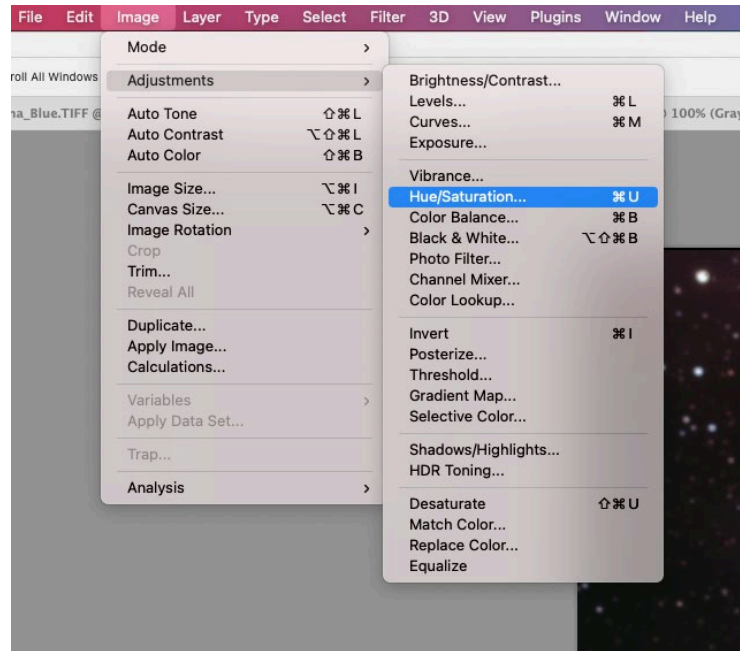 File Edit Image Layer Type Select Filter 3D View Plugins Window Help
roll All Windows
na_Blue.TIFF @
100% (Gray
Mode >
Adjustments >
Auto Tone ⇧⌘L
Auto Contrast ⌥⇧⌘L
Auto Color ⇧⌘B
Image Size... ⌥⌘I
Canvas Size... ⌥⌘C
Image Rotation >
Crop
Trim...
Reveal All
Duplicate...
Apply Image...
Calculations...
Variables >
Apply Data Set...
Trap...
Analysis >
Brightness/Contrast...
Levels... ⌘L
Curves... ⌘M
Exposure...
Vibrance...
Hue/Saturation... ⌘U
Color Balance... ⌘B
Black & White... ⌥⇧⌘B
Photo Filter...
Channel Mixer...
Color Lookup...
Invert ⌘I
Posterize...
Threshold...
Gradient Map...
Selective Color...
Shadows/Highlights...
HDR Toning...
Desaturate ⇧⌘U
Match Color...
Replace Color...
Equalize